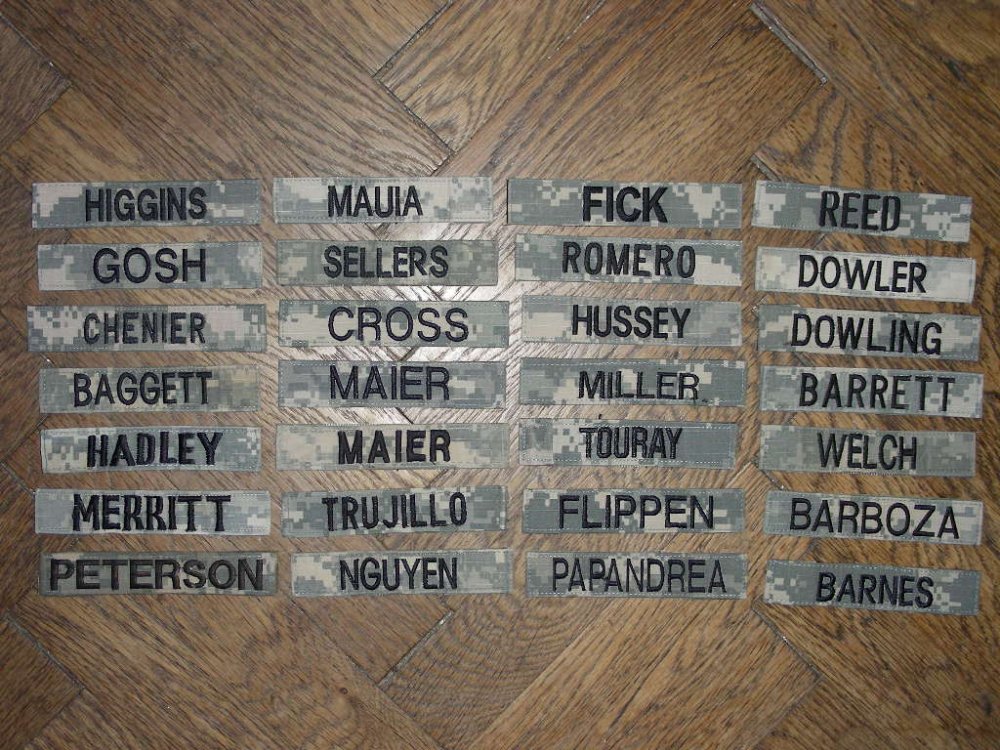 HIGGINS MAUIA FICK REED
GOSH SELLERS ROMERO DOWLER
CHENIER CROSS HUSSEY DOWLING
BAGGETT MAIER MILLER BARRETT
HADLEY MAIER TOURAY WELCH
MERRITT TRUJILLO FLIPPEN BARBOZA
PETERSON NGUYEN PAPANDREA BARNES